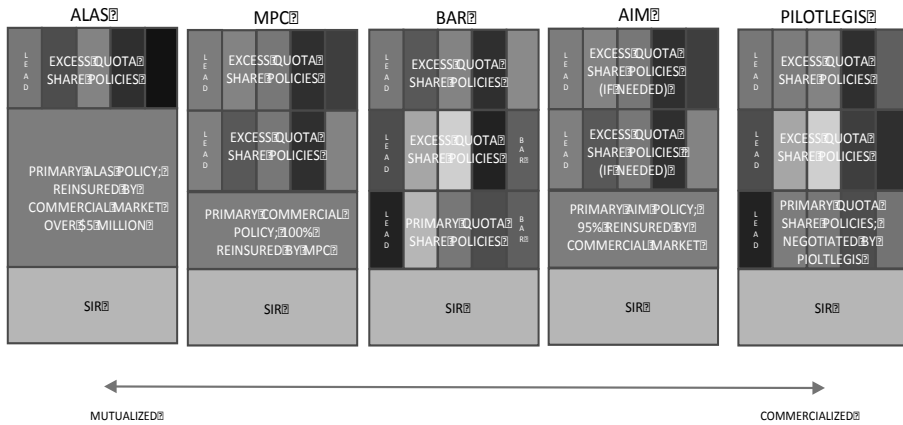 ALAS
MPC
BAR
AIM
PILOTLEGIS
LEAD
EXCESS QUOTA
SHARE POLICIES
PRIMARY ALAS POLICY;
REINSURED BY
COMMERCIAL MARKET
OVER $5 MILLION
SIR
LEAD
EXCESS QUOTA
SHARE POLICIES
LEAD
EXCESS QUOTA
SHARE POLICIES
PRIMARY COMMERCIAL
POLICY; 100%
REINSURED BY MPC
SIR
LEAD
EXCESS QUOTA
SHARE POLICIES
LEAD
EXCESS QUOTA
SHARE POLICIES
BAR
LEAD
PRIMARY QUOTA
SHARE POLICIES
BAR
SIR
LEAD
EXCESS QUOTA
SHARE POLICIES
(IF NEEDED)
LEAD
EXCESS QUOTA
SHARE POLICIES
(IF NEEDED)
PRIMARY AIM POLICY;
95% REINSURED BY
COMMERCIAL MARKET
SIR
LEAD
EXCESS QUOTA
SHARE POLICIES
LEAD
EXCESS QUOTA
SHARE POLICIES
LEAD
PRIMARY QUOTA
SHARE POLICIES;
NEGOTIATED BY
PIOLTLEGIS
SIR
MUTUALIZED
COMMERCIALIZED